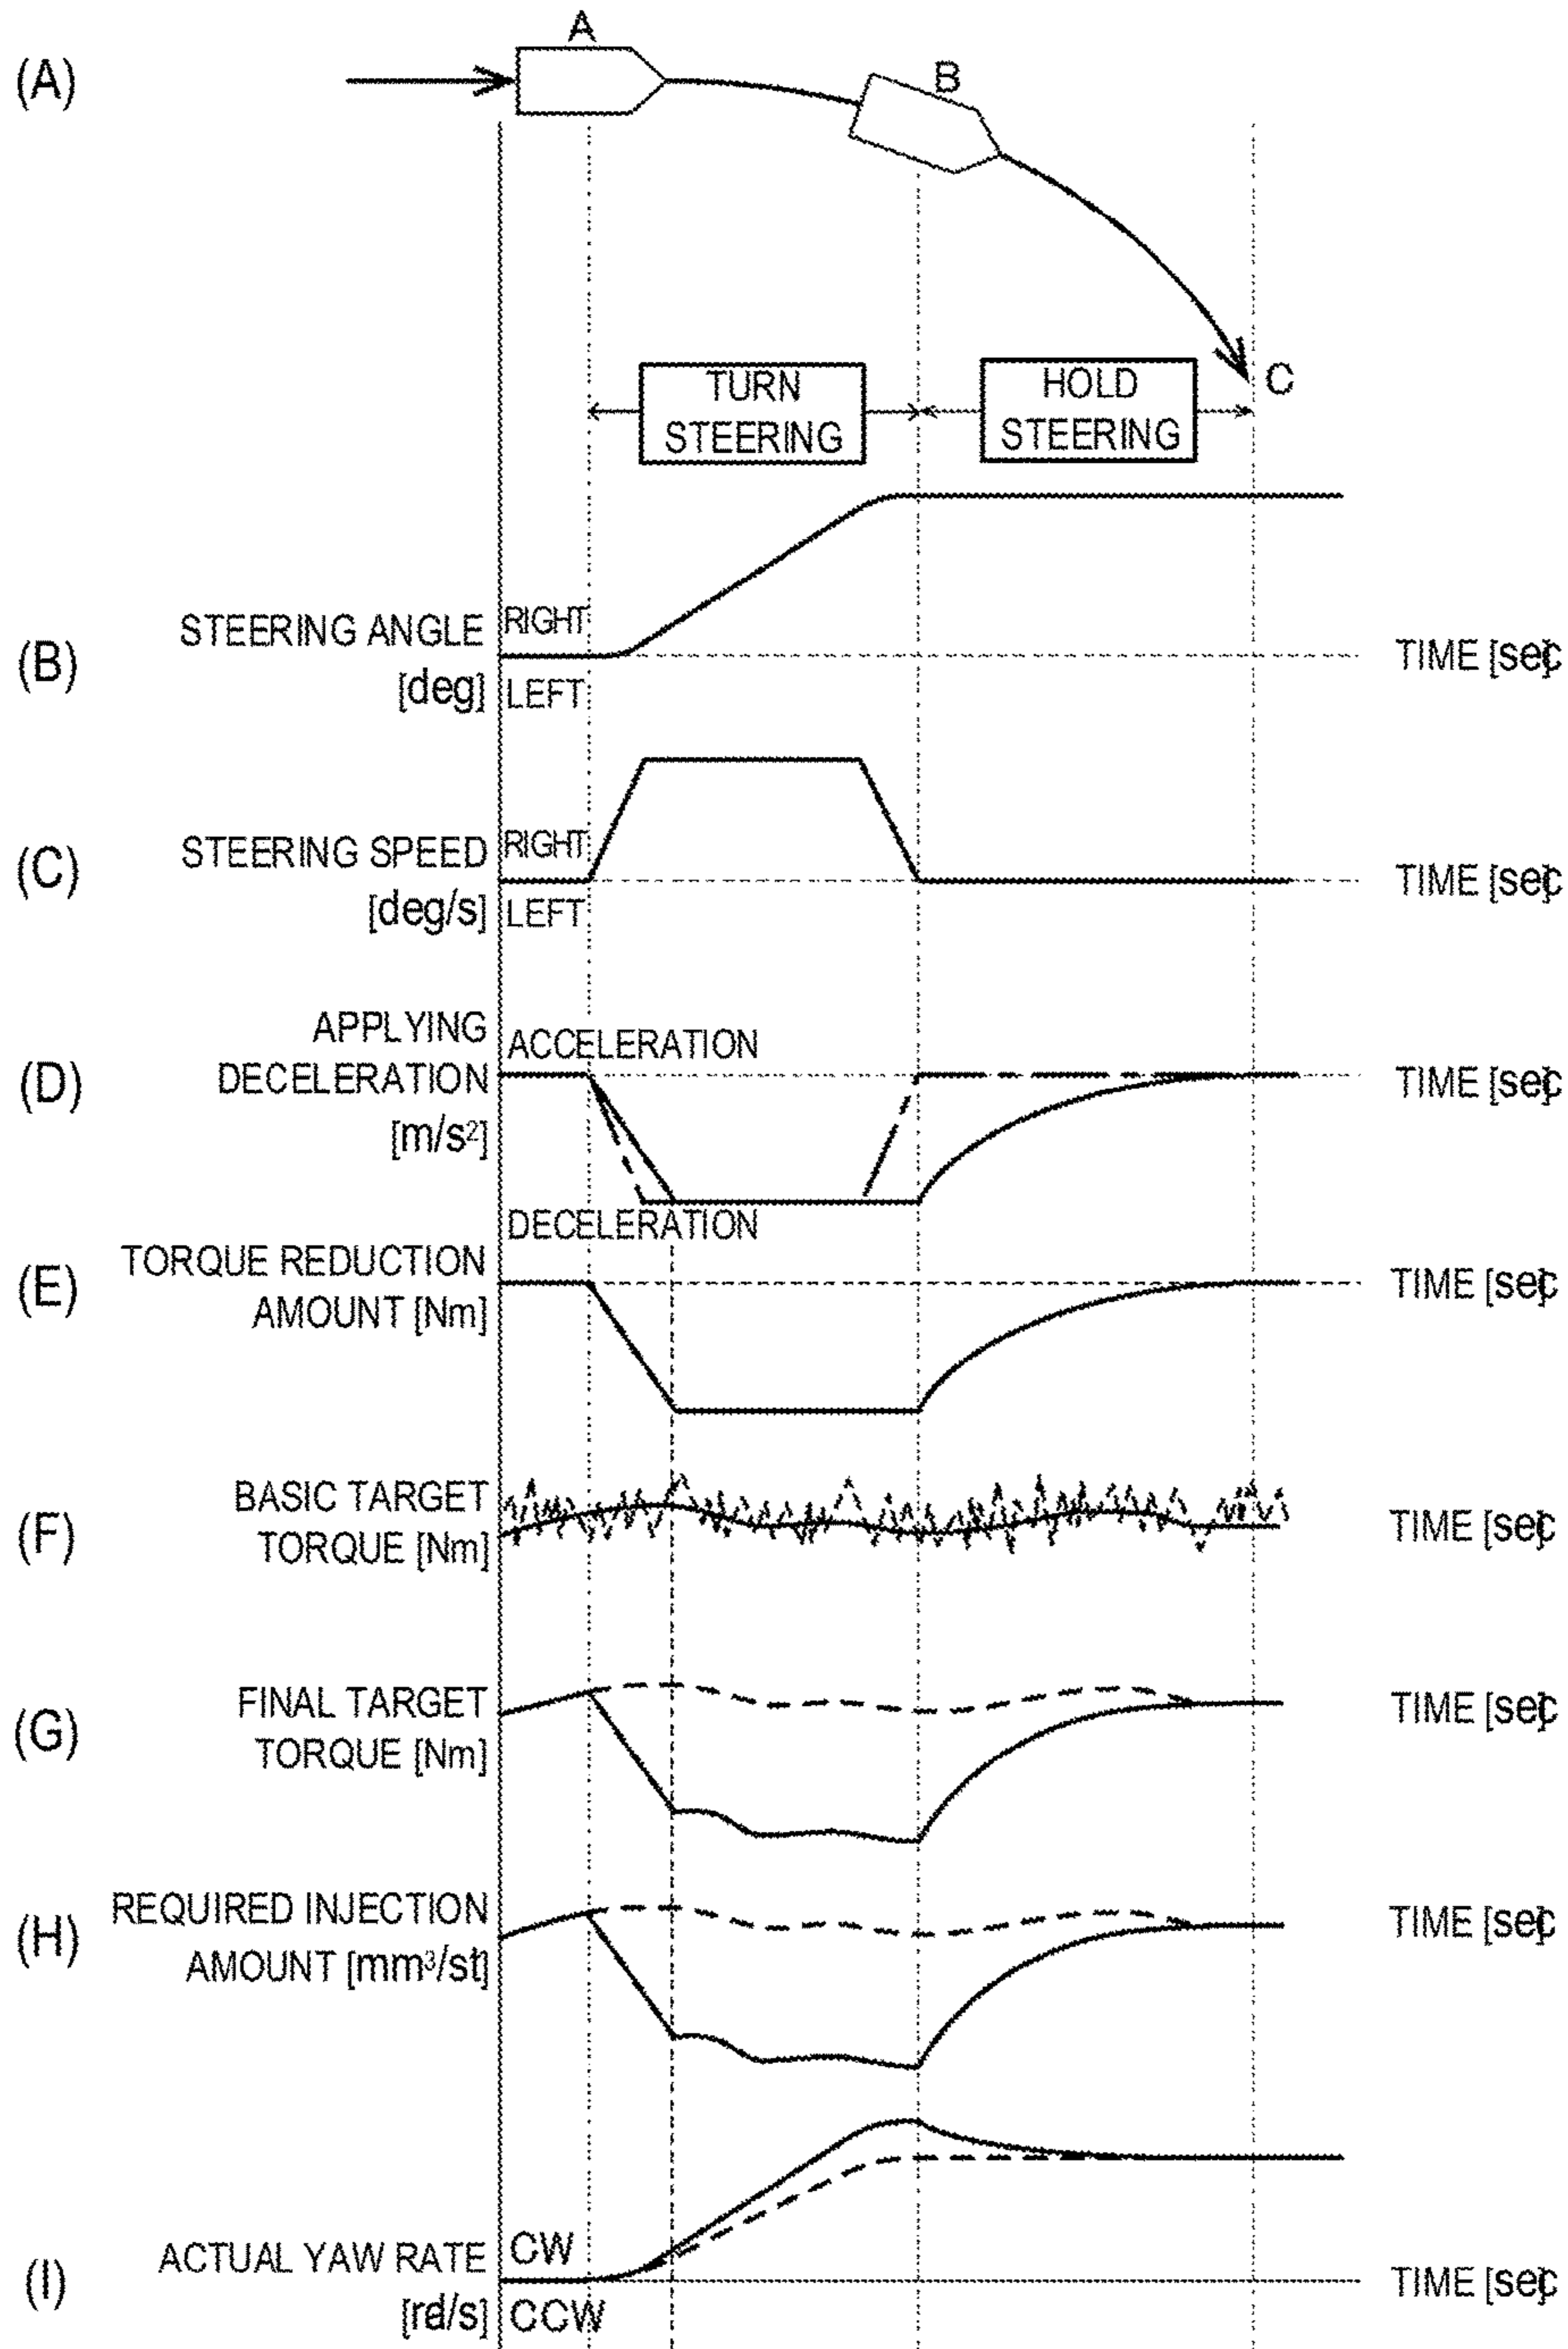 (A)
A
B
C
TURN
STEERING
HOLD
STEERING
(B)
STEERING ANGLE
[deg]
RIGHT
LEFT
TIME [sec]
(C)
STEERING SPEED
[deg/s]
RIGHT
LEFT
TIME [sec]
(D)
APPLYING
DECELERATION
[m/s²]
ACCELERATION
DECELERATION
TIME [sec]
(E)
TORQUE REDUCTION
AMOUNT [Nm]
TIME [sec]
(F)
BASIC TARGET
TORQUE [Nm]
TIME [sec]
(G)
FINAL TARGET
TORQUE [Nm]
TIME [sec]
(H)
REQUIRED INJECTION
AMOUNT [mm³/st]
TIME [sec]
(I)
ACTUAL YAW RATE
[rd/s]
CW
CCW
TIME [sec]